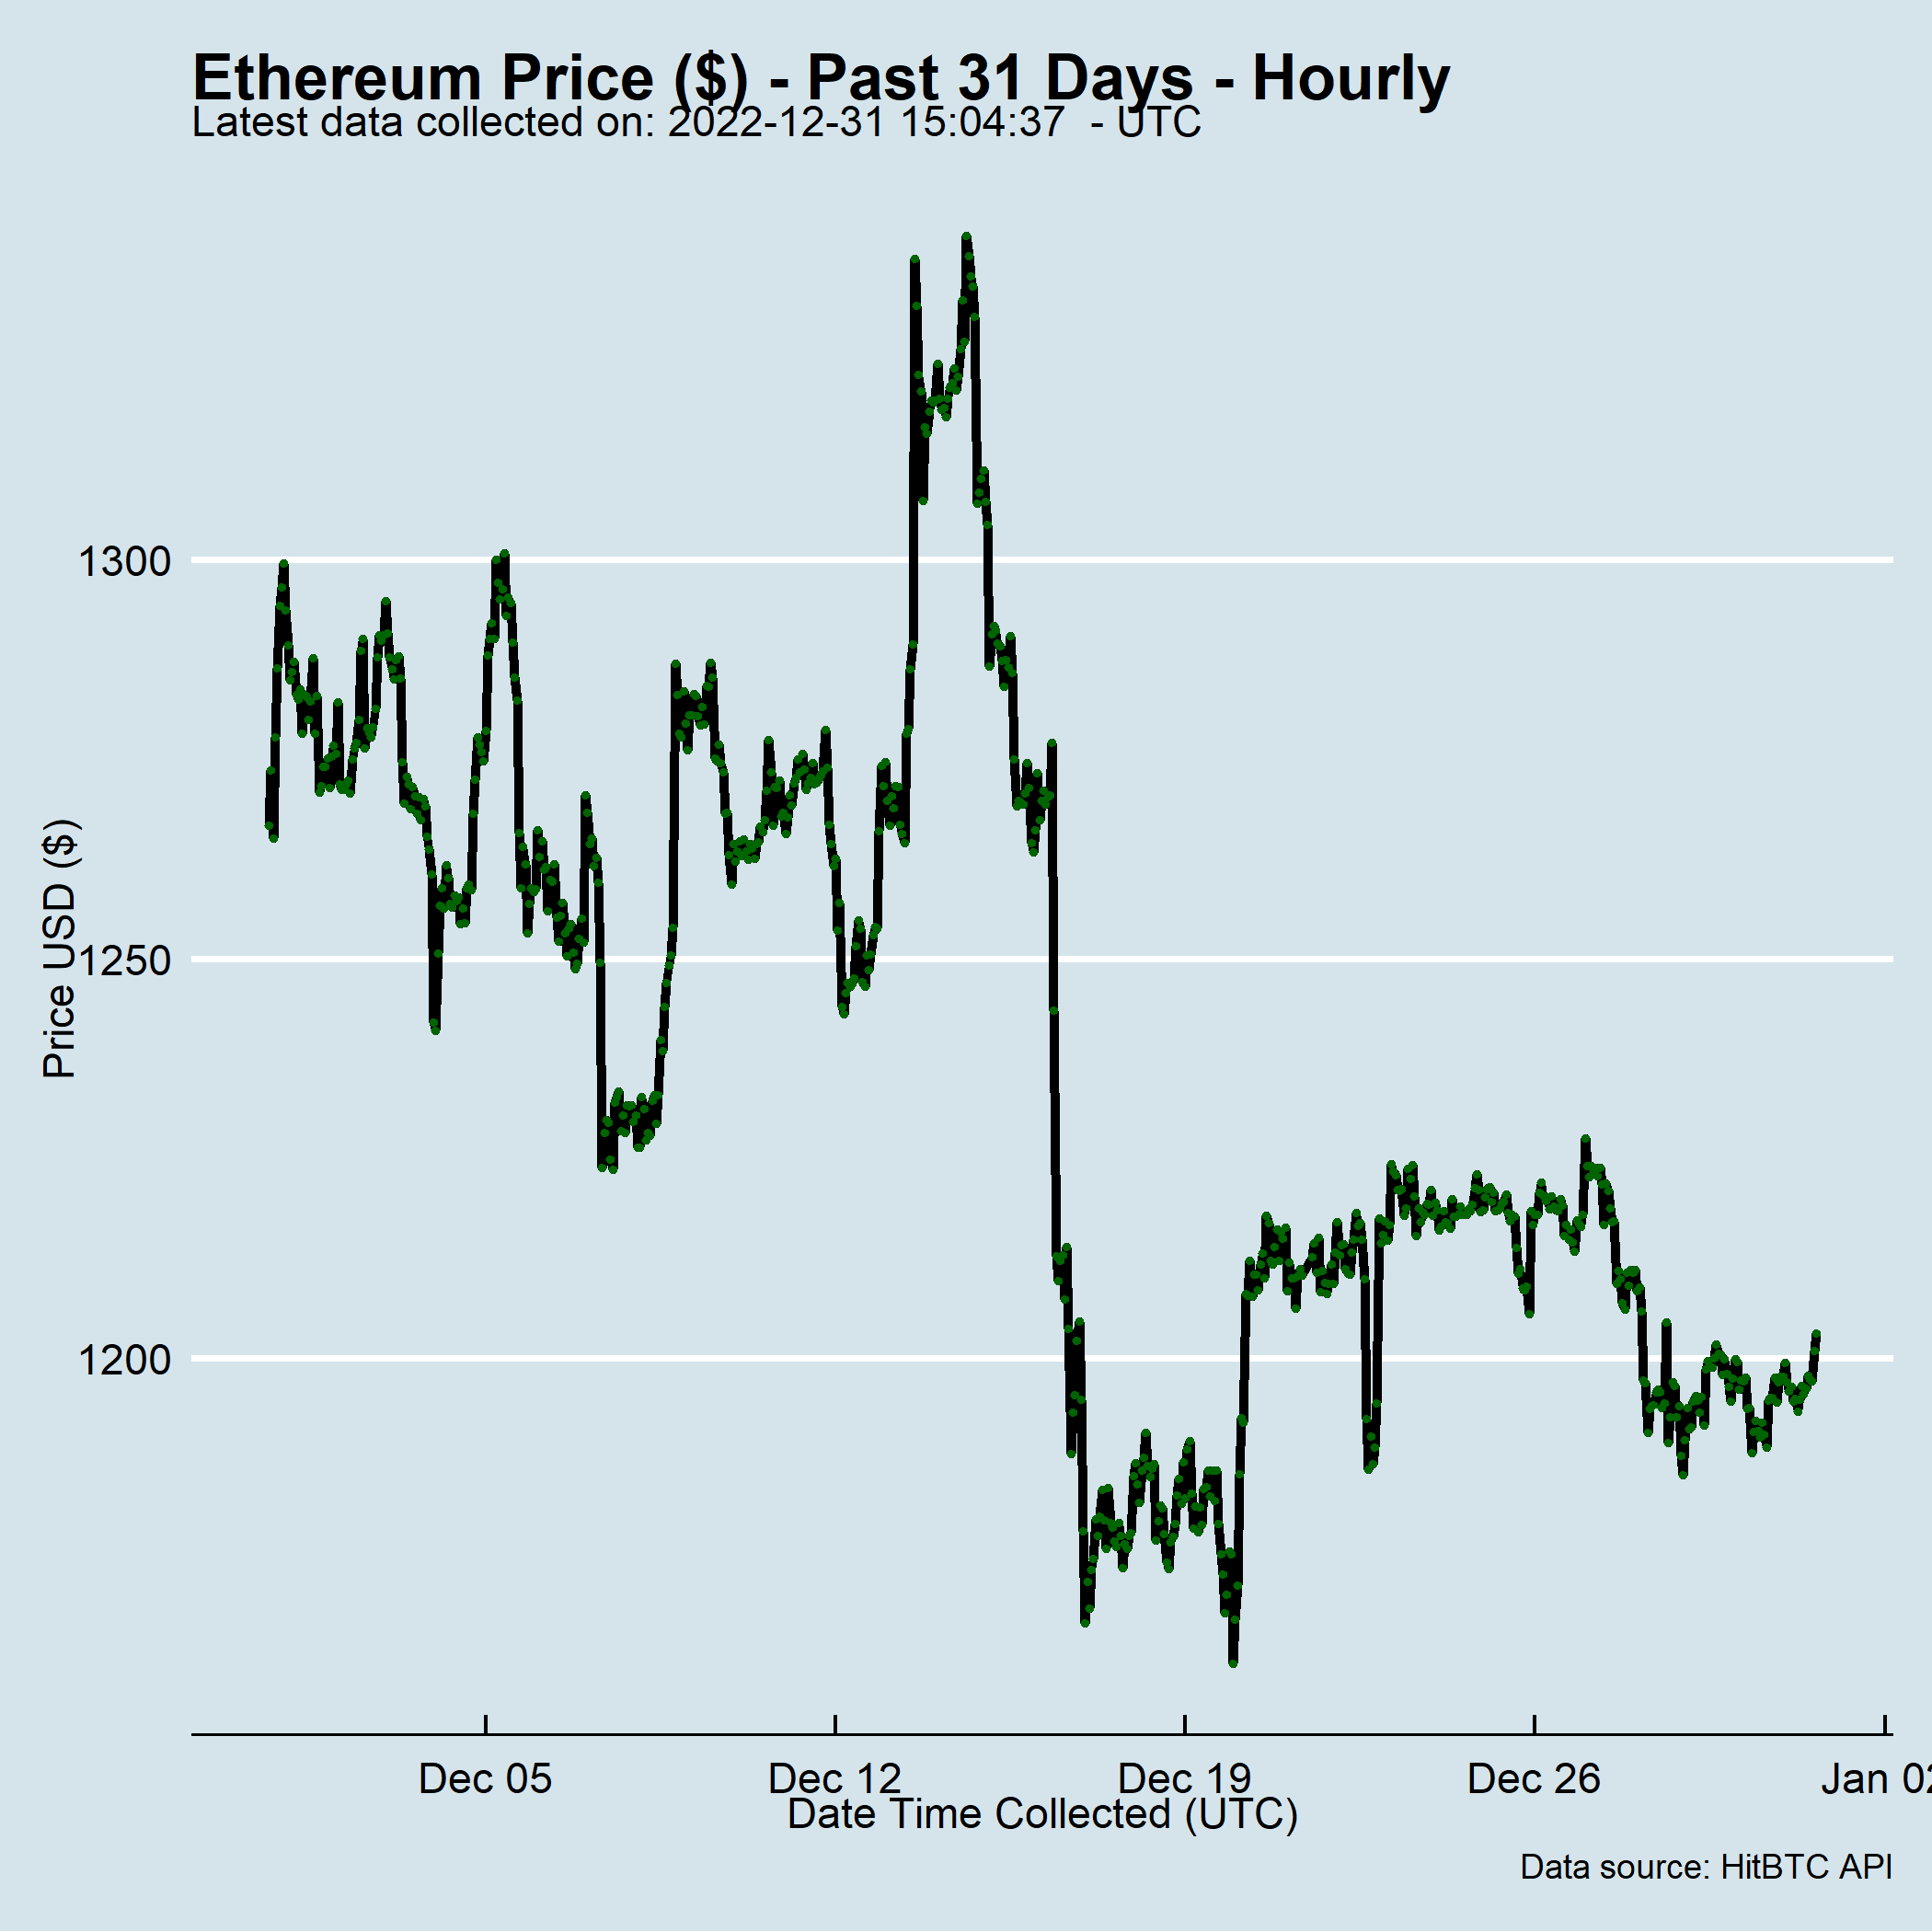 Ethereum Price ($) - Past 31 Days - Hourly
Latest data collected on: 2022-12-31 15:04:37  - UTC
1300
1250
1200
Price USD ($)
Dec 05
Dec 12
Dec 19
Dec 26
Jan 02
Date Time Collected (UTC)
Data source: HitBTC API